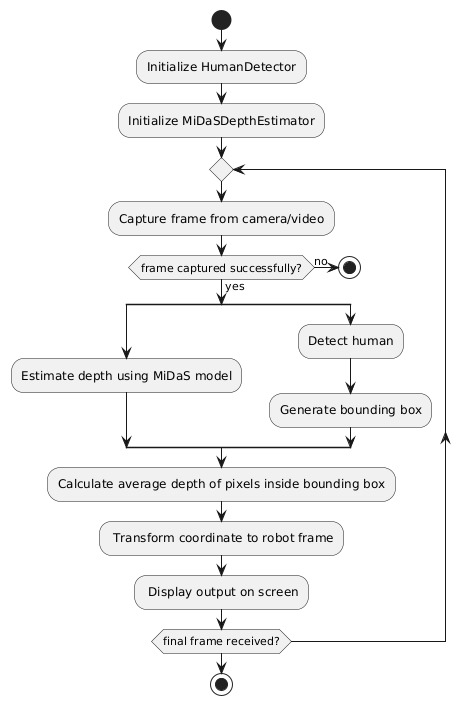 Initialize HumanDetector
Initialize MiDaSDepthEstimator
Capture frame from camera/video
frame captured successfully?
no
yes
Estimate depth using MiDaS model
Detect human
Generate bounding box
Calculate average depth of pixels inside bounding box
Transform coordinate to robot frame
Display output on screen
final frame received?